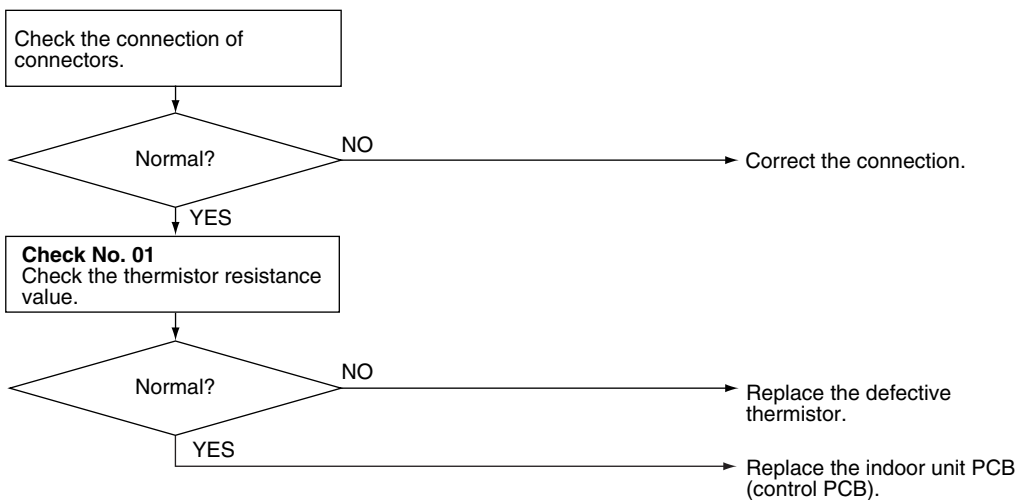 Check the connection of
connectors.
Normal?
NO
Correct the connection.
YES
Check No. 01
Check the thermistor resistance
value.
Normal?
NO
Replace the defective
thermistor.
YES
Replace the indoor unit PCB
(control PCB).